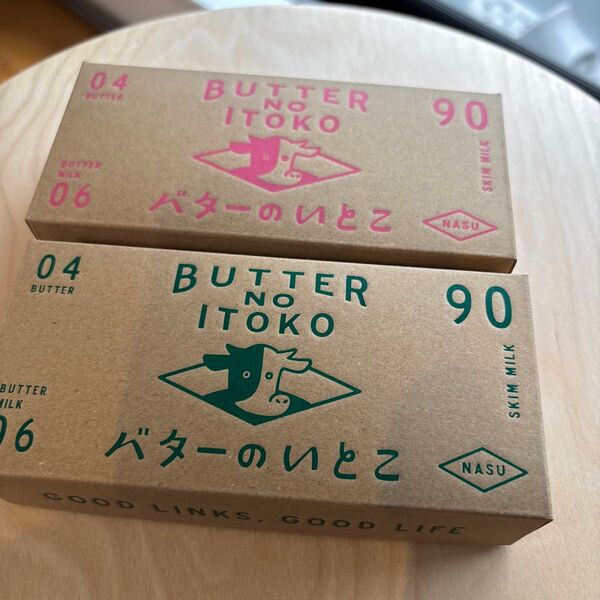 04
BUTTER
BUTTER
NO
ITOKO
90
SKIM MILK
BUTTER
MILK
06
バターのいとこ
NASU
04
BUTTER
BUTTER
NO
ITOKO
90
SKIM MILK
BUTTER
MILK
06
バターのいとこ
NASU
GOOD LINKS, GOOD LIFE